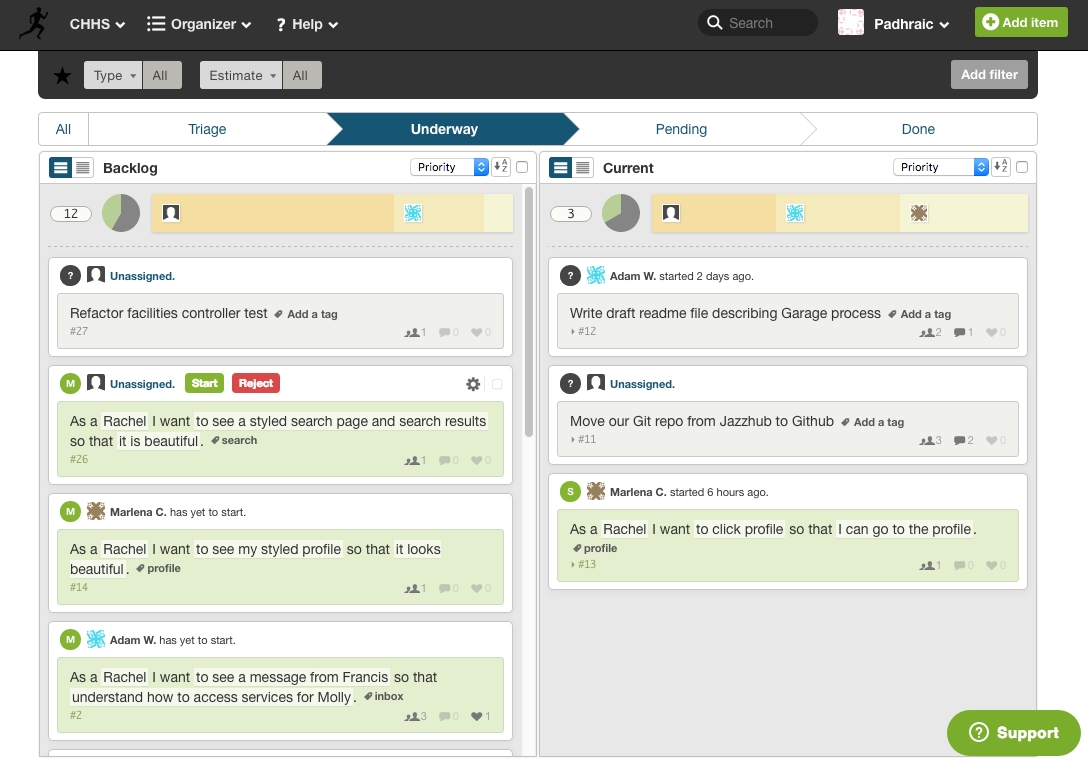 CHHS Organizer ? Help Search Padhraic Add item
Type All Estimate All Add filter
All Triage Underway Pending Done
Backlog Priority A Z
12
? Unassigned.
Refactor facilities controller test Add a tag
#27 1 0 0
M Unassigned. Start Reject
As a Rachel I want to see a styled search page and search results
so that it is beautiful. search
#26 1 0 0
M Marlena C. has yet to start.
As a Rachel I want to see my styled profile so that it looks
beautiful. profile
#14 1 0 0
M Adam W. has yet to start.
As a Rachel I want to see a message from Francis so that
understand how to access services for Molly. inbox
#2 3 0 1
Current Priority A Z
3
? Adam W. started 2 days ago.
Write draft readme file describing Garage process Add a tag
#12 2 1 0
? Unassigned.
Move our Git repo from Jazzhub to Github Add a tag
#11 3 2 0
S Marlena C. started 6 hours ago.
As a Rachel I want to click profile so that I can go to the profile.
profile
#13 1 0 0
? Support